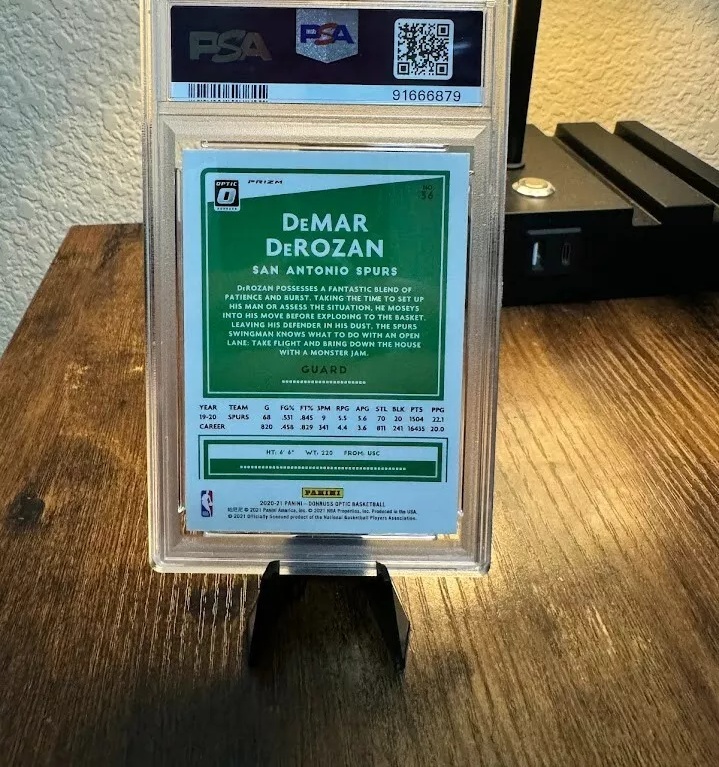 PSA
PSA
91666879
OPTIC
PRIZM
NO.
36
DEMAR
DEROZAN
SAN ANTONIO SPURS
DEROZAN POSSESSES A FANTASTIC BLEND OF
PATIENCE AND BURST. TAKING THE TIME TO SET UP
HIS MAN OR ASSESS THE SITUATION, HE MOSEYS
INTO HIS MOVE BEFORE EXPLODING TO THE BASKET,
LEAVING HIS DEFENDER IN HIS DUST. THE SPURS
SWINGMAN KNOWS WHAT TO DO WITH AN OPEN
LANE: TAKE FLIGHT AND BRING DOWN THE HOUSE
WITH A MONSTER JAM.
GUARD
YEAR TEAM G FG% FT% 3PM RPG APG STL BLK PTS PPG
19-20 SPURS 68 .531 .845 9 5.5 5.6 70 20 1504 22.1
CAREER 820 .458 .829 341 4.4 3.6 811 241 16435 20.0
HT: 6' 6" WT: 220 FROM: USC
PANINI
2020-21 PANINI - DONRUSS OPTIC BASKETBALL
© 2021 Panini America, Inc. © 2021 NBA Properties, Inc. Produced in the USA.
© 2021 Officially licensed product of the National Basketball Players Association.